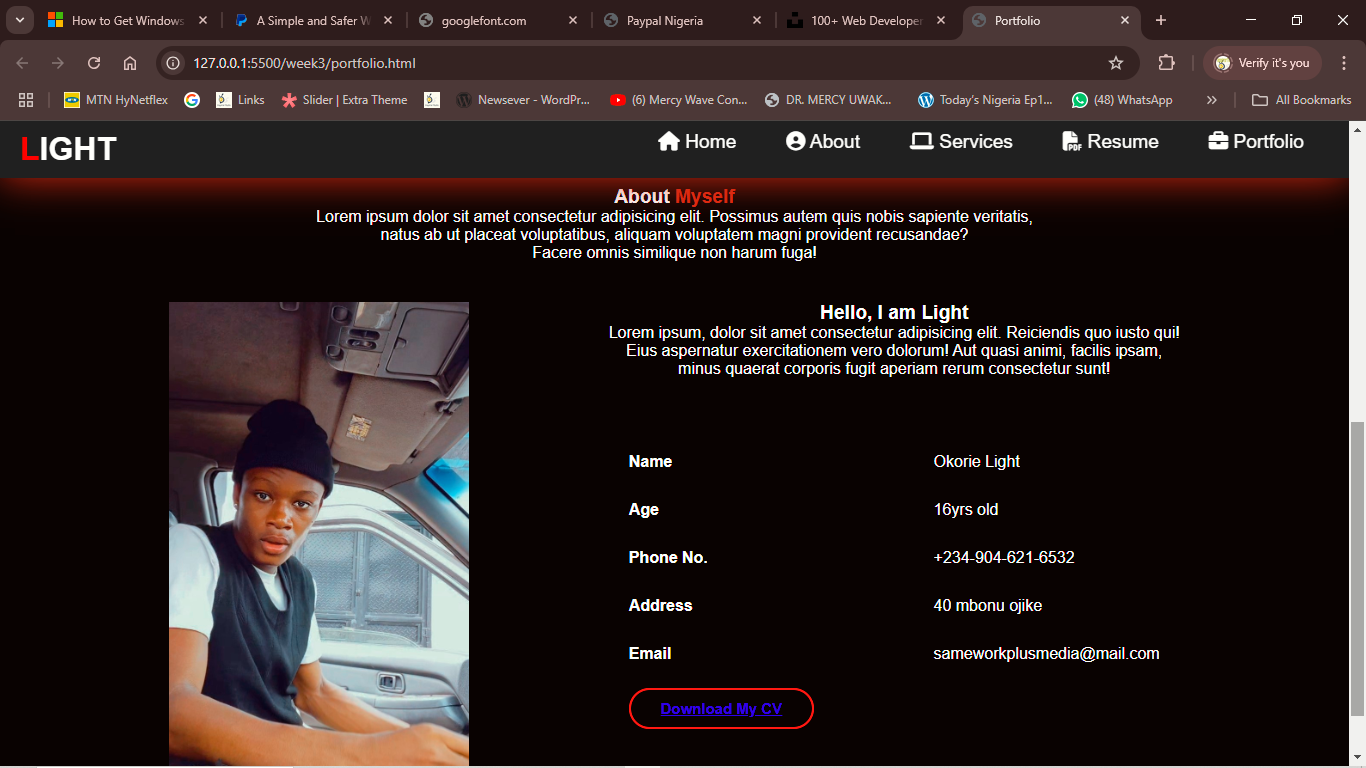 How to Get Windows
A Simple and Safer W
googlefont.com
Paypal Nigeria
100+ Web Developer
Portfolio
127.0.0.1:5500/week3/portfolio.html
Verify it's you
MTN HyNetflex
Links
Slider | Extra Theme
Newsever - WordPr...
(6) Mercy Wave Con...
DR. MERCY UWAK...
Today's Nigeria Ep1...
(48) WhatsApp
All Bookmarks
LIGHT
Home
About
Services
Resume
Portfolio
About Myself
Lorem ipsum dolor sit amet consectetur adipisicing elit. Possimus autem quis nobis sapiente veritatis,
natus ab ut placeat voluptatibus, aliquam voluptatem magni provident recusandae?
Facere omnis similique non harum fuga!
Hello, I am Light
Lorem ipsum, dolor sit amet consectetur adipisicing elit. Reiciendis quo iusto qui!
Eius aspernatur exercitationem vero dolorum! Aut quasi animi, facilis ipsam,
minus quaerat corporis fugit aperiam rerum consectetur sunt!
Name Okorie Light
Age 16yrs old
Phone No. +234-904-621-6532
Address 40 mbonu ojike
Email sameworkplusmedia@mail.com
Download My CV